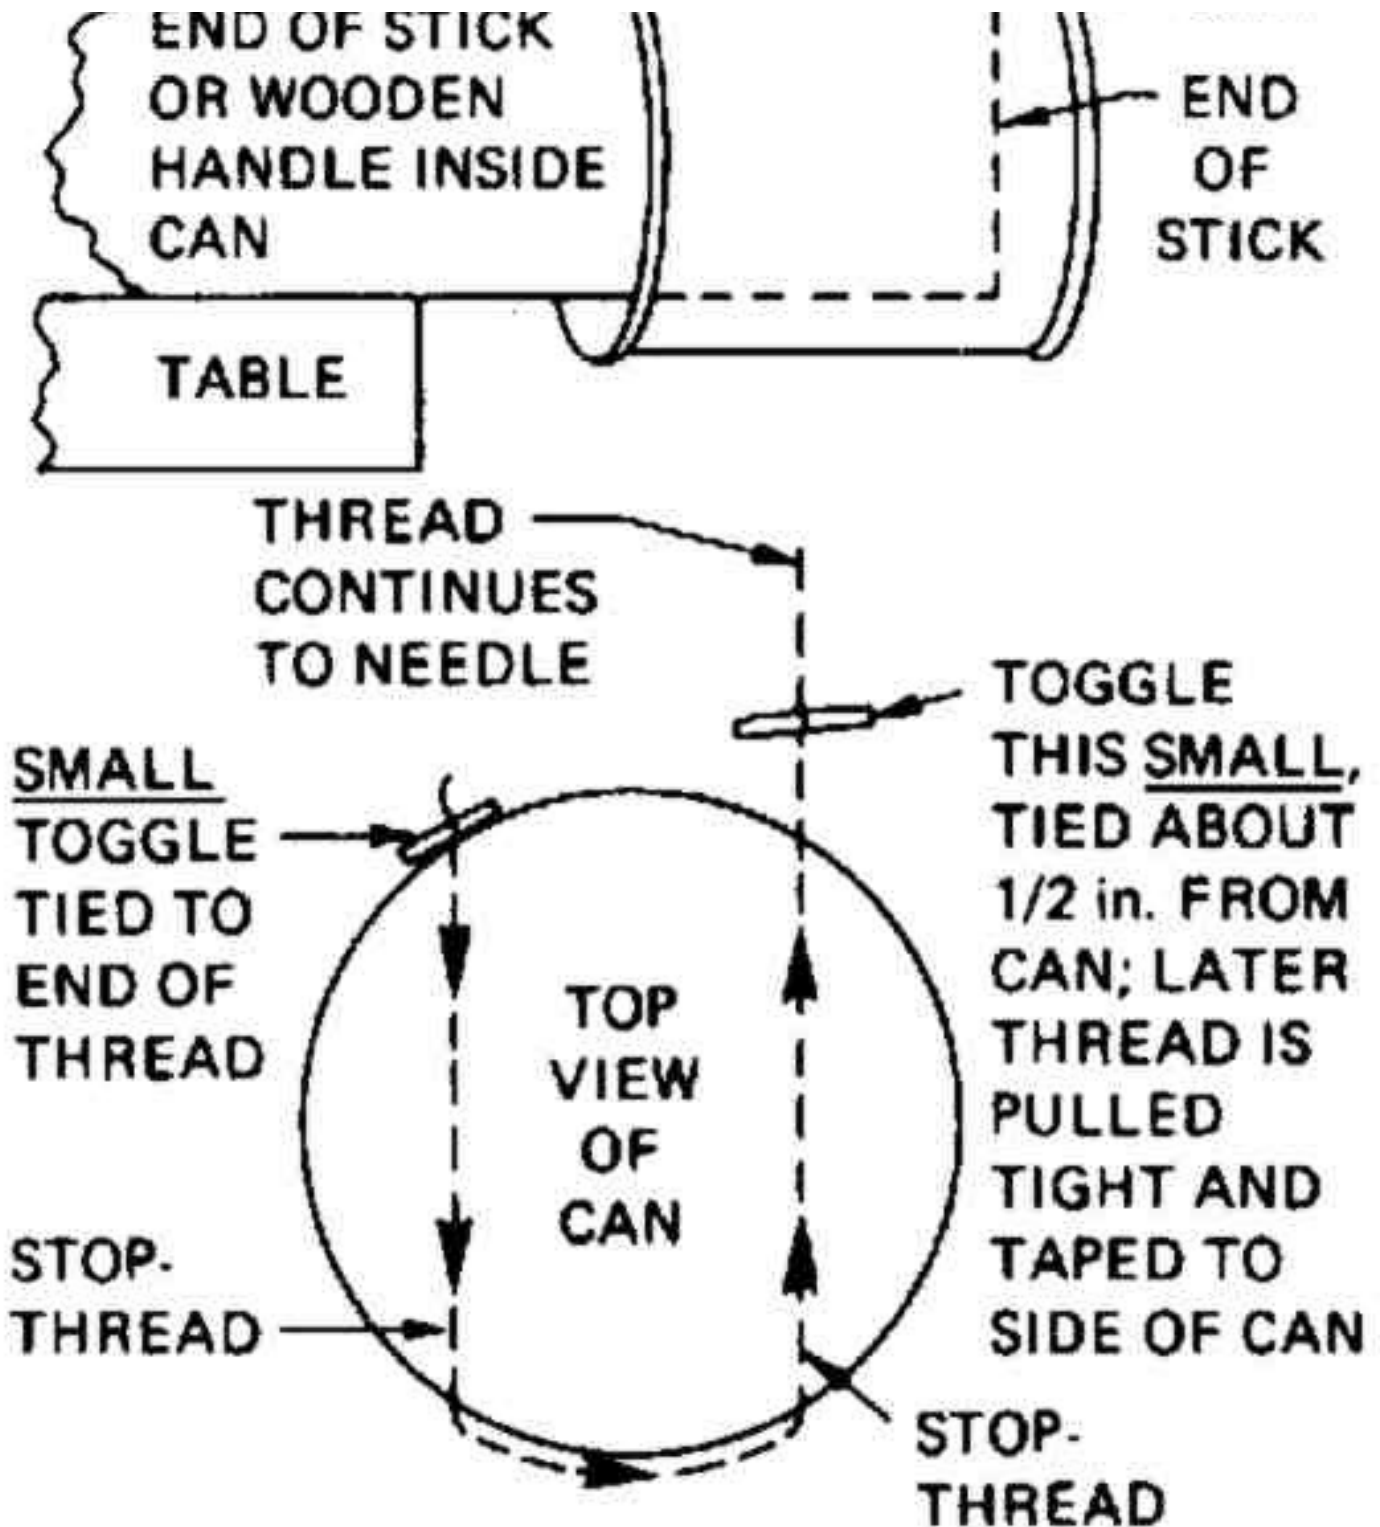 END OF STICK
OR WOODEN
HANDLE INSIDE
CAN
END
OF
STICK
TABLE
THREAD
CONTINUES
TO NEEDLE
TOGGLE
THIS SMALL,
TIED ABOUT
1/2 in. FROM
CAN; LATER
THREAD IS
PULLED
TIGHT AND
TAPED TO
SIDE OF CAN
SMALL
TOGGLE
TIED TO
END OF
THREAD
TOP
VIEW
OF
CAN
STOP-
THREAD
STOP-
THREAD